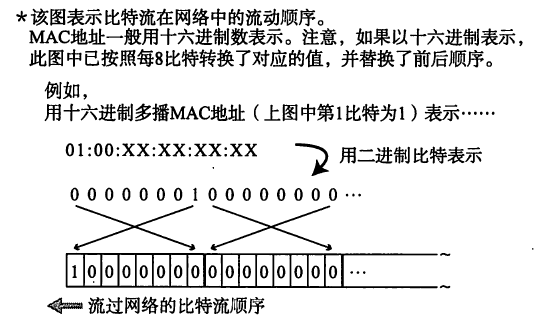 *该图表示比特流在网络中的流动顺序。
MAC地址一般用十六进制数表示。注意，如果以十六进制表示，
此图中已按照每8比特转换了对应的值，并替换了前后顺序。
例如，
用十六进制多播MAC地址（上图中第1比特为1）表示……
01:00:XX:XX:XX:XX
用二进制比特表示
0 0 0 0 0 0 0 1 0 0 0 0 0 0 0 0 …
1 0 0 0 0 0 0 0 0 0 0 0 0 0 0 0 …
流过网络的比特流顺序